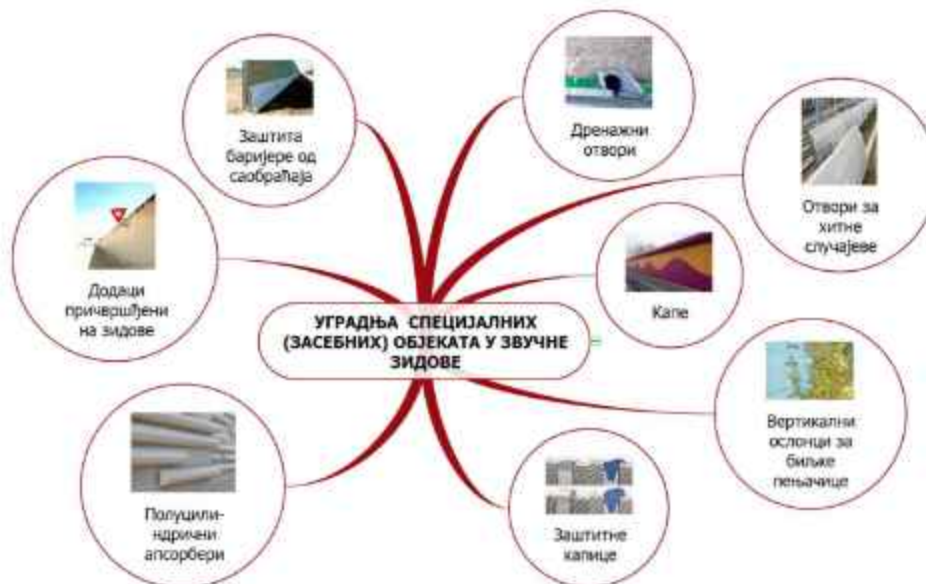 Заштита
баријере од
саобраћаја
Дренажни
отвори
Отвори за
хитне
случајеве
Додаци
причвршћени
на зидове
Капе
УГРАДЊА СПЕЦИЈАЛНИХ
(ЗАСЕБНИХ) ОБЈЕКАТА У ЗВУЧНЕ
ЗИДОВЕ
Вертикални
ослонци за
биљке
пењачице
Полуцили-
ндрични
апсорбери
Заштитне
капице